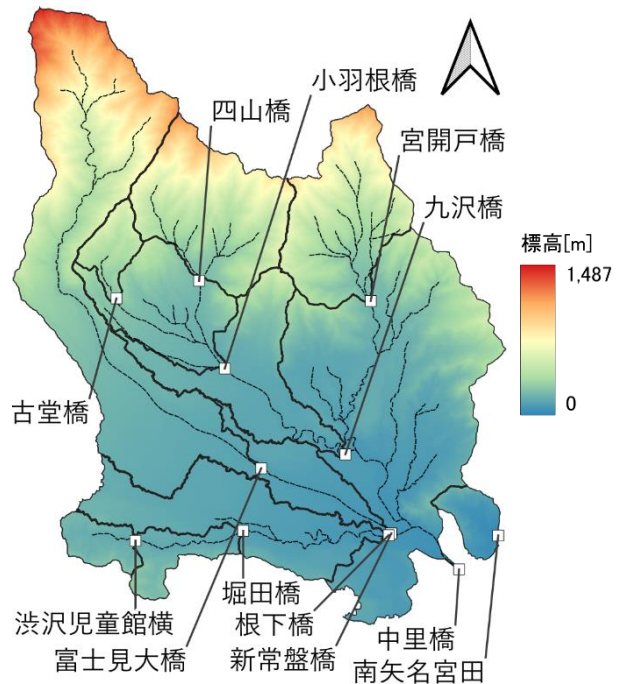 小羽根橋
四山橋
宮開戸橋
九沢橋
標高[m]
1,487
0
古堂橋
渋沢児童館横
堀田橋
根下橋
中里橋
富士見大橋
新常盤橋
南矢名宮田